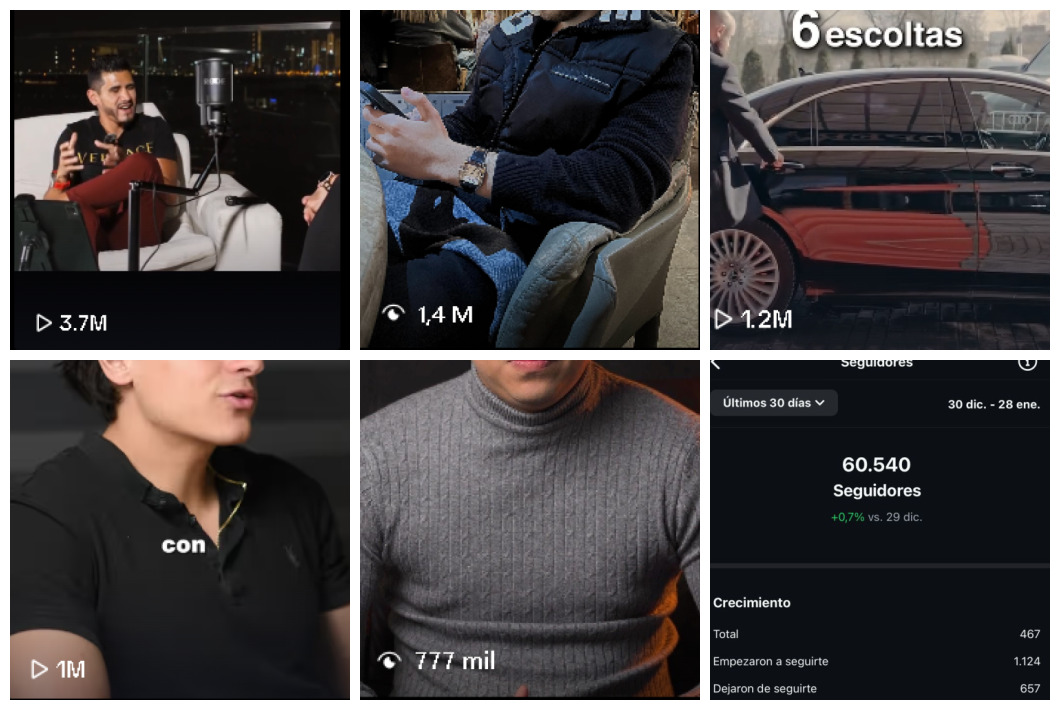 VERSACE
3.7M
1,4 M
6 escoltas
1.2M
con
1M
777 mil
Seguidores
Últimos 30 días
30 dic. - 28 ene.
60.540
Seguidores
+0,7% vs. 29 dic.
Crecimiento
Total
467
Empezaron a seguirte
1.124
Dejaron de seguirte
657